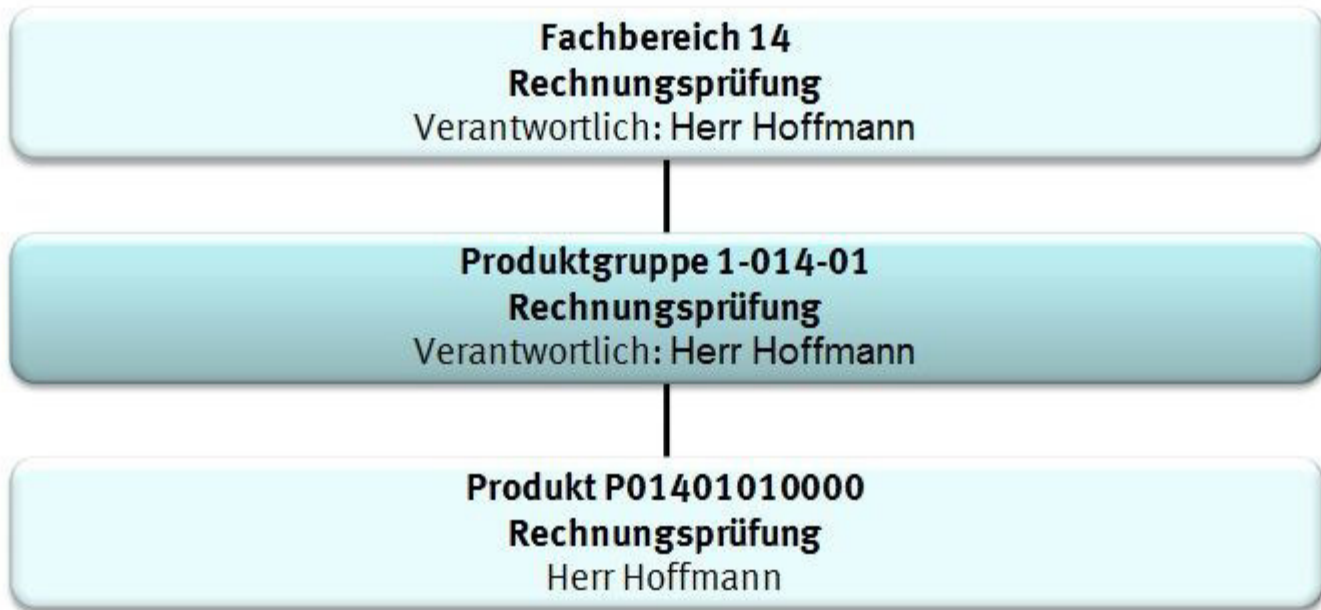 Fachbereich 14
Rechnungsprüfung
Verantwortlich: Herr Hoffmann
Produktgruppe 1-014-01
Rechnungsprüfung
Verantwortlich: Herr Hoffmann
Produkt P01401010000
Rechnungsprüfung
Herr Hoffmann